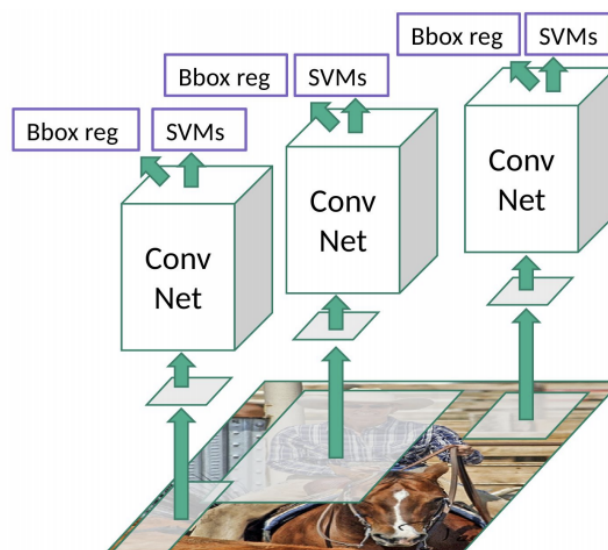 Bbox reg
SVMs
Conv
Net
Bbox reg
SVMs
Conv
Net
Bbox reg
SVMs
Conv
Net